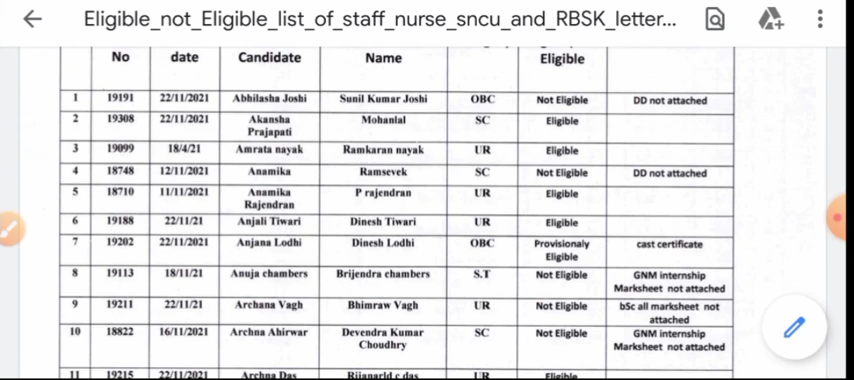 Eligible_not_Eligible_list_of_staff_nurse_sncu_and_RBSK_letter...
No date Candidate Name Eligible
1 19191 22/11/2021 Abhilasha Joshi Sunil Kumar Joshi OBC Not Eligible DD not attached
2 19308 22/11/2021 Akansha Prajapati Mohanlal SC Eligible
3 19099 18/4/21 Amrata nayak Ramkaran nayak UR Eligible
4 18748 12/11/2021 Anamika Ramsevek SC Not Eligible DD not attached
5 18710 11/11/2021 Anamika Rajendran P rajendran UR Eligible
6 19188 22/11/21 Anjali Tiwari Dinesh Tiwari UR Eligible
7 19202 22/11/2021 Anjana Lodhi Dinesh Lodhi OBC Provisionaly Eligible cast certificate
8 19113 18/11/21 Anuja chambers Brijendra chambers S.T Not Eligible GNM internship Marksheet not attached
9 19211 22/11/21 Archana Vagh Bhimraw Vagh UR Not Eligible bSc all marksheet not attached
10 18822 16/11/2021 Archna Ahirwar Devendra Kumar Choudhry SC Not Eligible GNM internship Marksheet not attached
11 19215 22/11/2021 Archna Das UR Eligible